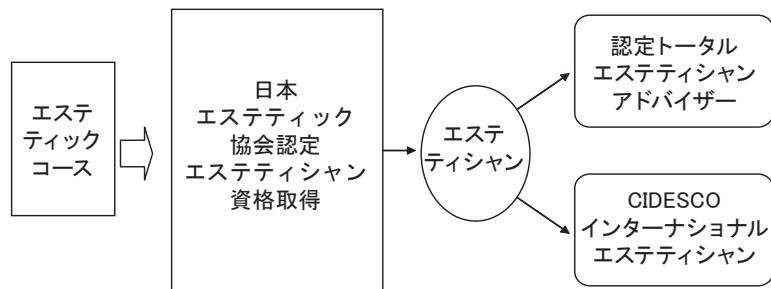 エステ
ティック
コース
日本
エステティック
協会認定
エステティシャン
資格取得
エステ
ティシャン
認定トータル
エステティシャン
アドバイザー
CIDESCO
インターナショナル
エステティシャン